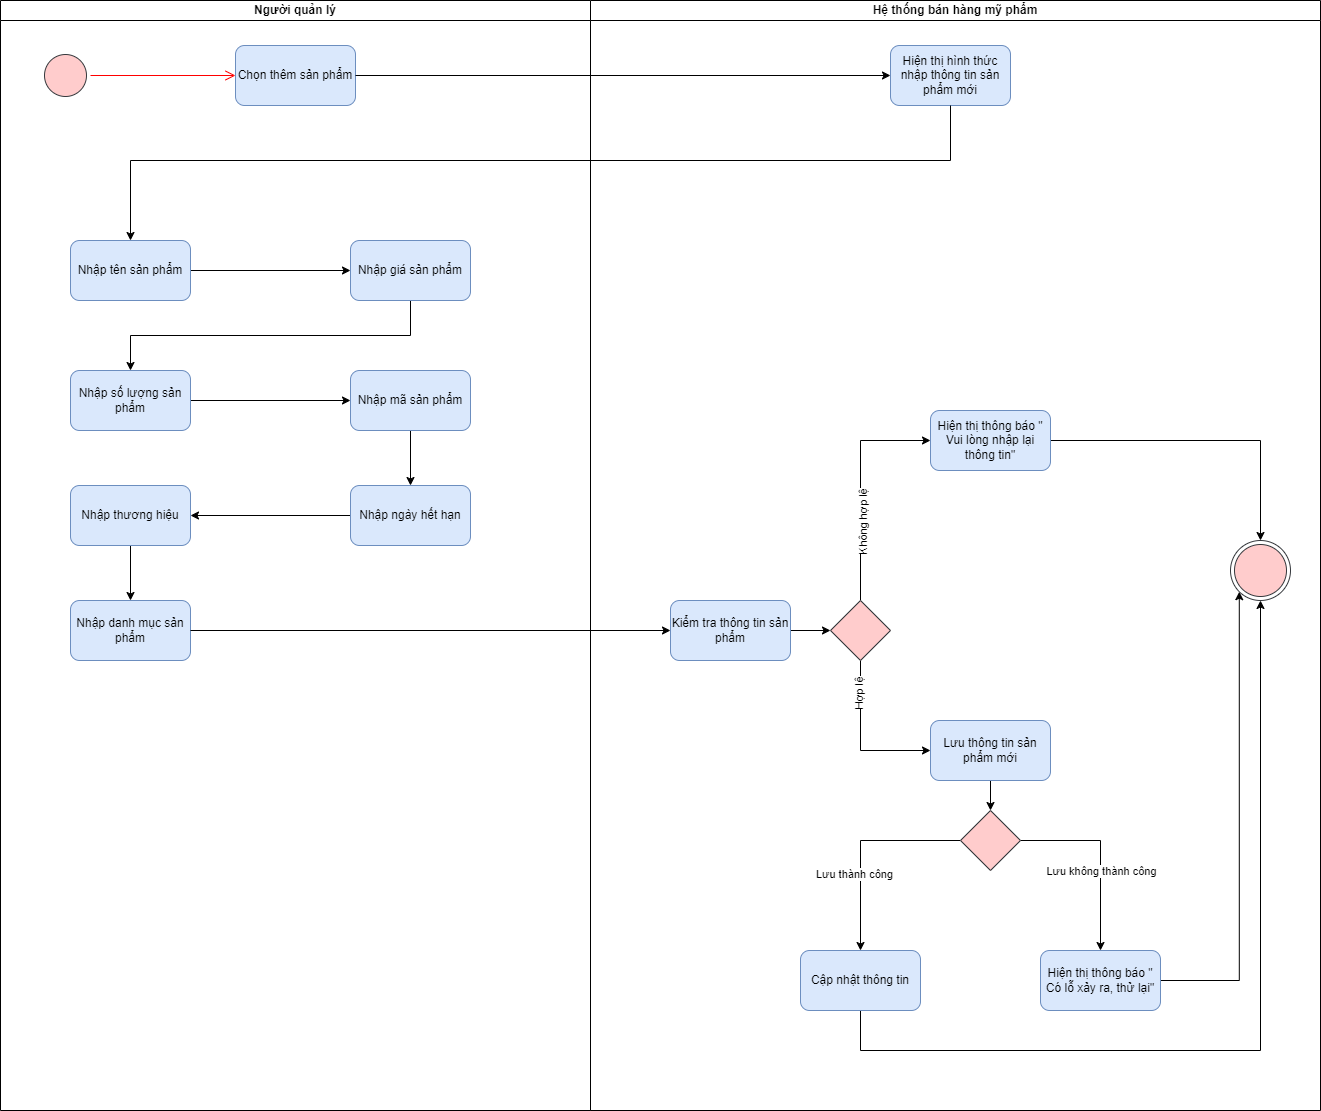 Người quản lý
Hệ thống bán hàng mỹ phẩm
Chọn thêm sản phẩm
Hiện thị hình thức
nhập thông tin sản
phẩm mới
Nhập tên sản phẩm
Nhập giá sản phẩm
Nhập số lượng sản
phẩm
Nhập mã sản phẩm
Hiện thị thông báo "
Vui lòng nhập lại
thông tin"
Không hợp lệ
Nhập thương hiệu
Nhập ngày hết hạn
Nhập danh mục sản
phẩm
Kiểm tra thông tin sản
phẩm
Hợp lệ
Lưu thông tin sản
phẩm mới
Lưu thành công
Lưu không thành công
Cập nhật thông tin
Hiện thị thông báo "
Có lỗ xảy ra, thử lại"